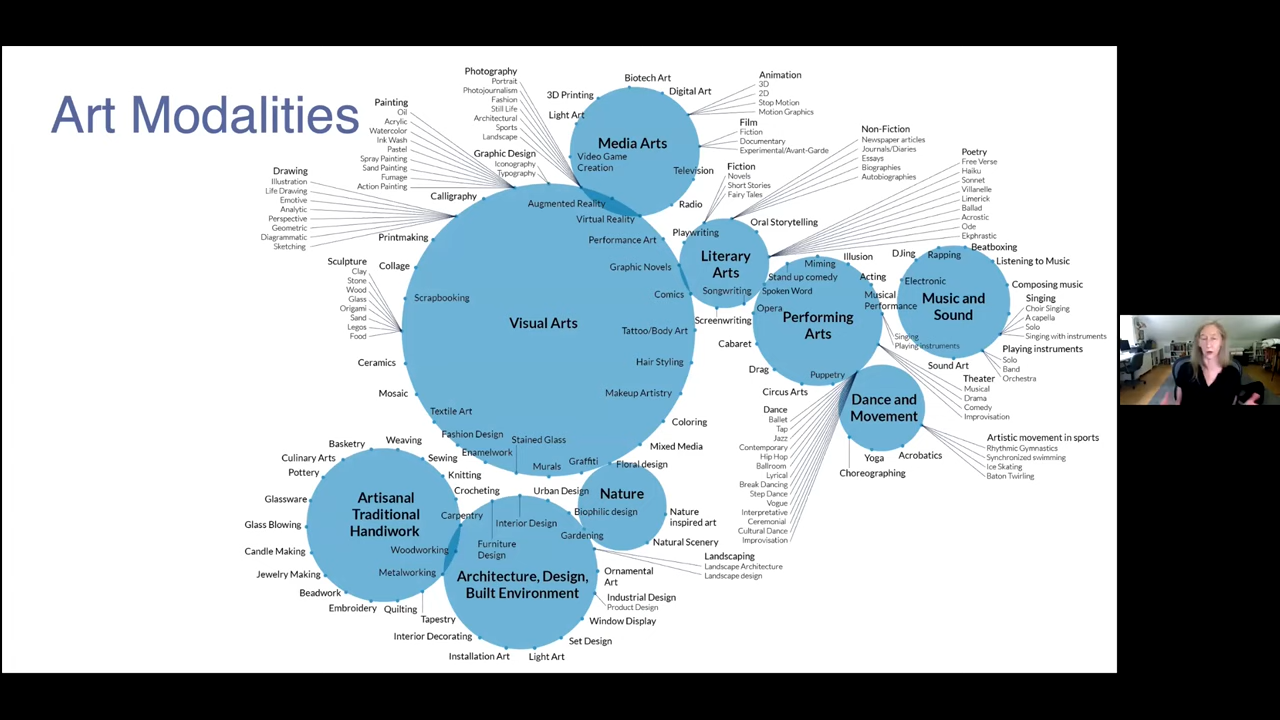 Art Modalities
Photography
Portrait
Photojournalism
Fashion
Still Life
Architectural
Sports
Landscape
Painting
Oil
Acrylic
Watercolor
Ink Wash
Pastel
Spray Painting
Sand Painting
Fumage
Action Painting
Graphic Design
Iconography
Typography
Drawing
Illustration
Life Drawing
Emotive
Analytic
Perspective
Geometric
Diagrammatic
Sketching
Calligraphy
Printmaking
Collage
Sculpture
Clay
Stone
Wood
Glass
Origami
Sand
Legos
Food
Scrapbooking
Ceramics
Mosaic
Textile Art
Fashion Design
Enamelwork
Stained Glass
Murals
Graffiti
Floral design
Mixed Media
Coloring
Makeup Artistry
Hair Styling
Tattoo/Body Art
Comics
Graphic Novels
Performance Art
Virtual Reality
Augmented Reality
Visual Arts
Biotech Art
3D Printing
Digital Art
Light Art
Media Arts
Video Game
Creation
Television
Radio
Animation
3D
2D
Stop Motion
Motion Graphics
Film
Fiction
Documentary
Experimental/Avant-Garde
Fiction
Novels
Short Stories
Fairy Tales
Non-Fiction
Newspaper articles
Journals/Diaries
Essays
Biographies
Autobiographies
Poetry
Free Verse
Haiku
Sonnet
Villanelle
Limerick
Ballad
Acrostic
Ode
Ekphrastic
Oral Storytelling
Playwriting
Literary
Arts
Songwriting
Screenwriting
Spoken Word
Stand up comedy
Miming
Illusion
Acting
Musical
Performance
Opera
Performing
Arts
Cabaret
Drag
Circus Arts
Puppetry
Singing
Playing instruments
DJing
Rapping
Beatboxing
Listening to Music
Electronic
Composing music
Music and
Sound
Singing
Choir Singing
A capella
Solo
Singing with instruments
Playing instruments
Solo
Band
Orchestra
Sound Art
Theater
Musical
Drama
Comedy
Improvisation
Dance and
Movement
Dance
Ballet
Tap
Jazz
Contemporary
Hip Hop
Ballroom
Lyrical
Break Dancing
Step Dance
Vogue
Interpretative
Ceremonial
Cultural Dance
Improvisation
Yoga
Acrobatics
Choreographing
Artistic movement in sports
Rhythmic Gymnastics
Synchronized swimming
Ice Skating
Baton Twirling
Basketry
Weaving
Culinary Arts
Sewing
Pottery
Knitting
Glassware
Crocheting
Artisanal
Traditional
Handiwork
Carpentry
Glass Blowing
Woodworking
Candle Making
Metalworking
Jewelry Making
Beadwork
Embroidery
Quilting
Tapestry
Urban Design
Interior Design
Furniture
Design
Architecture, Design,
Built Environment
Nature
Biophilic design
Gardening
Nature
inspired art
Natural Scenery
Landscaping
Landscape Architecture
Landscape design
Ornamental
Art
Industrial Design
Product Design
Window Display
Set Design
Light Art
Installation Art
Interior Decorating